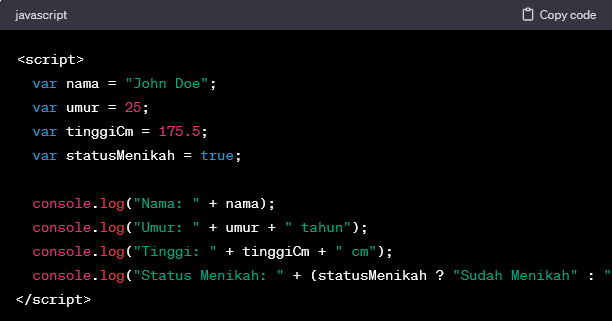 javascript
Copy code
<script>
var nama = "John Doe";
var umur = 25;
var tinggiCm = 175.5;
var statusMenikah = true;
console.log("Nama: " + nama);
console.log("Umur: " + umur + " tahun");
console.log("Tinggi: " + tinggiCm + " cm");
console.log("Status Menikah: " + (statusMenikah ? "Sudah Menikah" : "
</script>